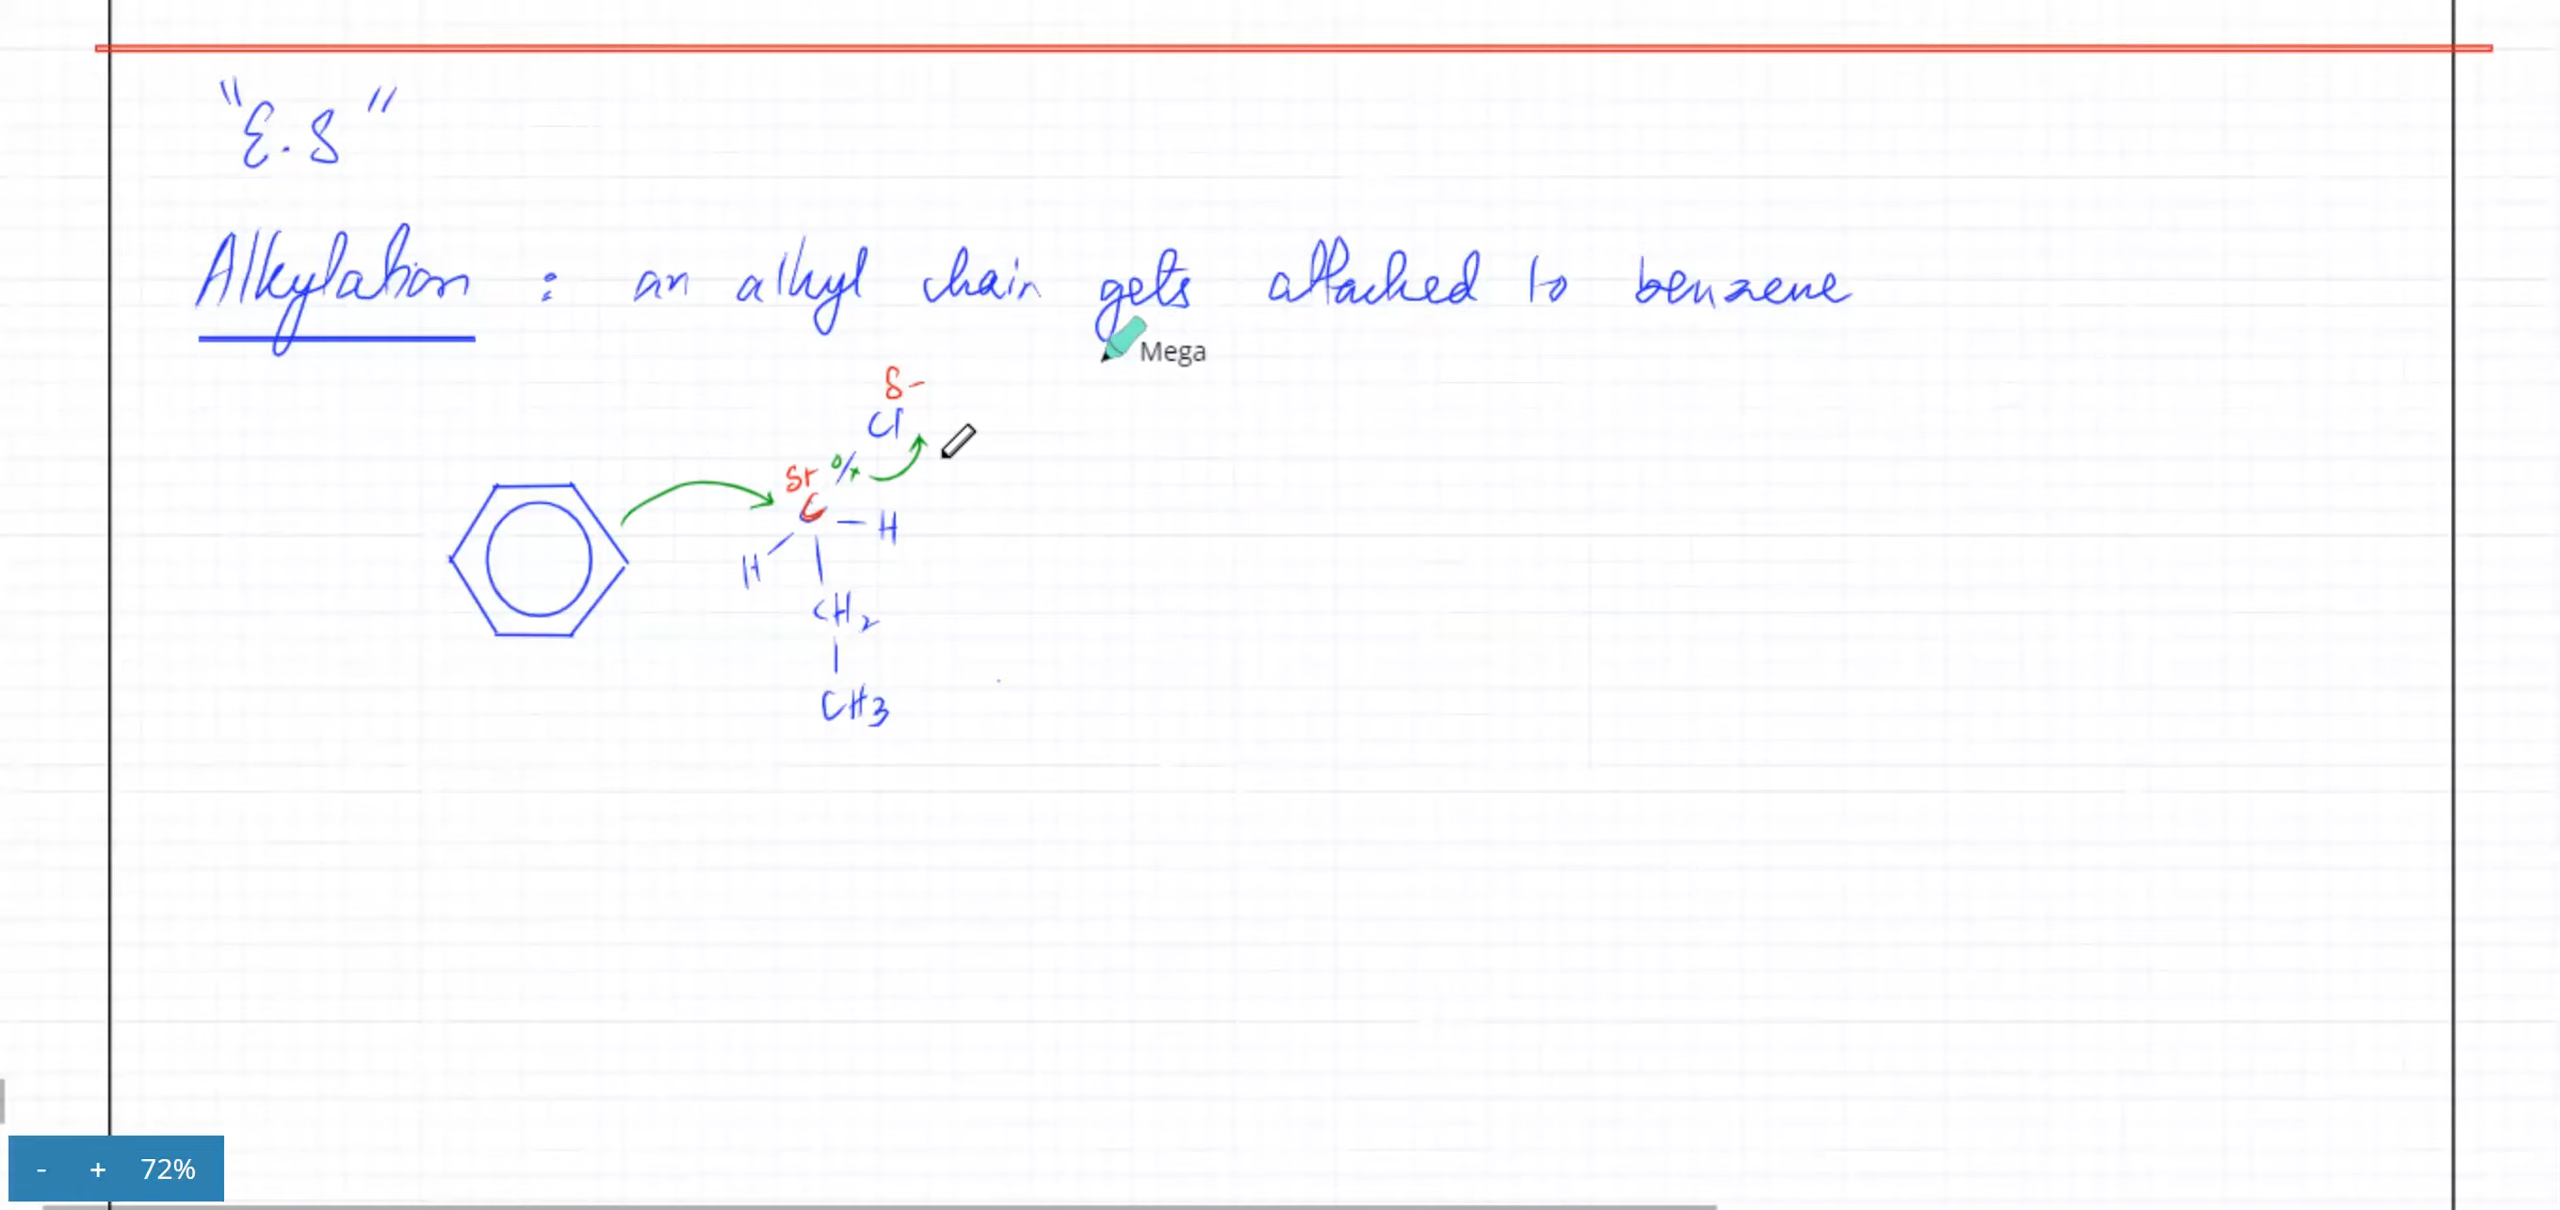 "E.S"
Alkylation : an alkyl chain gets attached to benzene
Mega
δ-
Cl
δ+
C - H
H
CH2
CH3
- + 72%